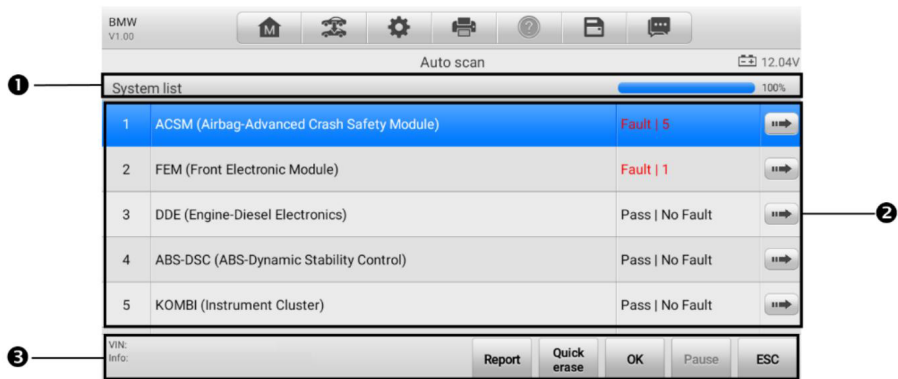 BMW
V1.00
M
?
Auto scan
12.04V
❶
System list
100%
1 ACSM (Airbag-Advanced Crash Safety Module) Fault | 5
2 FEM (Front Electronic Module) Fault | 1
3 DDE (Engine-Diesel Electronics) Pass | No Fault
❷
4 ABS-DSC (ABS-Dynamic Stability Control) Pass | No Fault
5 KOMBI (Instrument Cluster) Pass | No Fault
❸
VIN:
Info:
Report
Quick
erase
OK
Pause
ESC